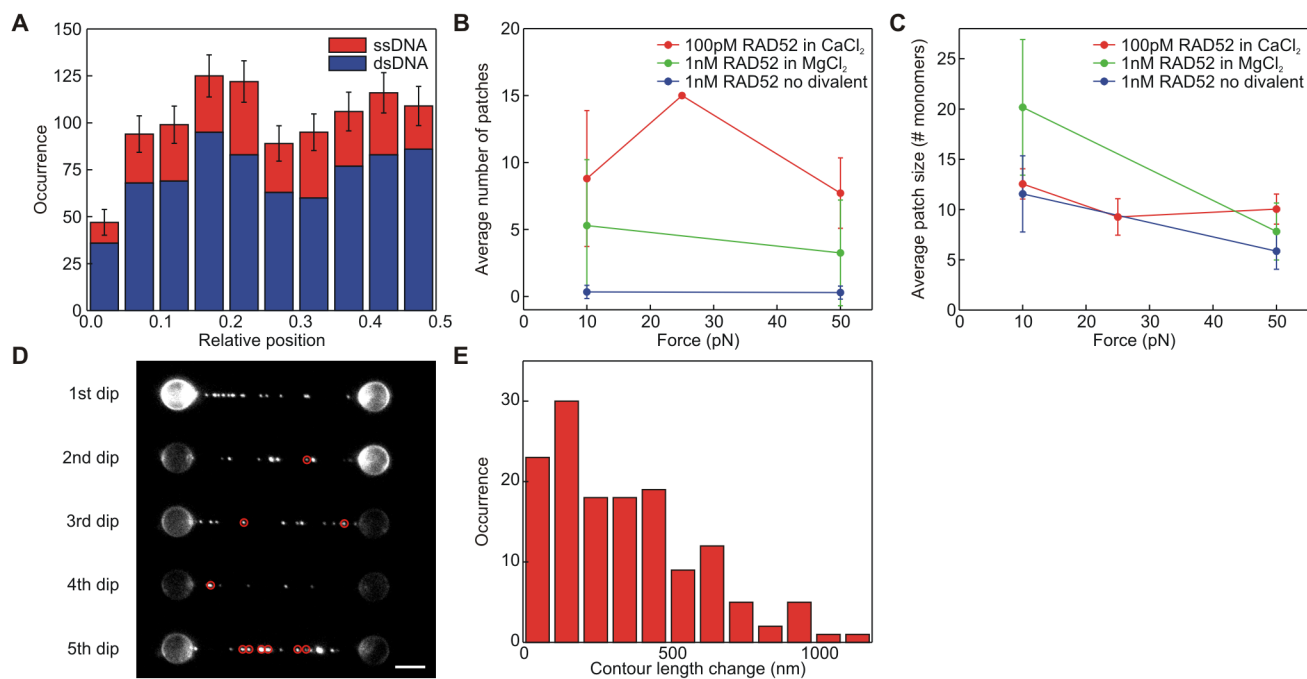 A
150
125
100
75
50
25
0
Occurrence
ssDNA
dsDNA
0.0 0.1 0.2 0.3 0.4 0.5
Relative position
B
20
15
10
5
0
Average number of patches
100pM RAD52 in CaCl₂
1nM RAD52 in MgCl₂
1nM RAD52 no divalent
0 10 20 30 40 50
Force (pN)
C
25
20
15
10
5
0
Average patch size (# monomers)
100pM RAD52 in CaCl₂
1nM RAD52 in MgCl₂
1nM RAD52 no divalent
0 10 20 30 40 50
Force (pN)
D
1st dip
2nd dip
3rd dip
4th dip
5th dip
E
30
20
10
0
Occurrence
0 500 1000
Contour length change (nm)